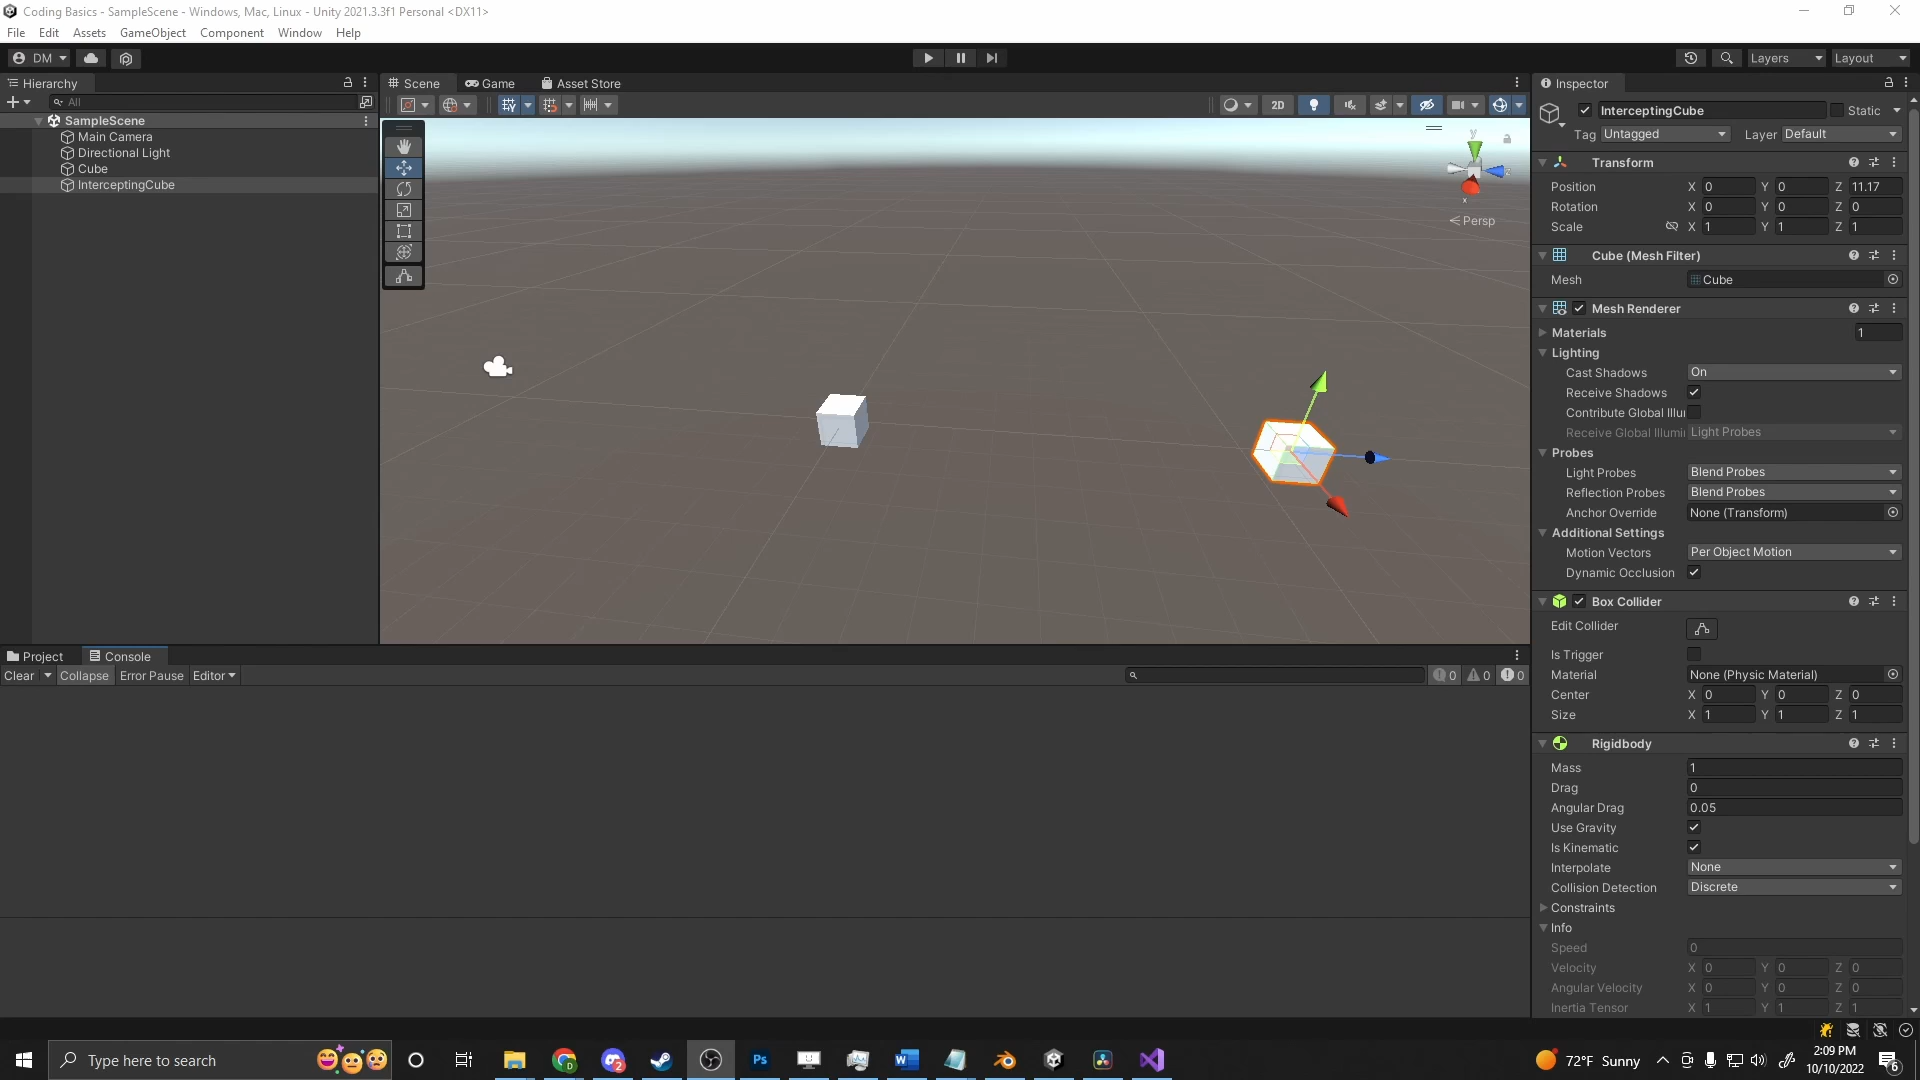 Coding Basics - SampleScene - Windows, Mac, Linux - Unity 2021.3.3f1 Personal <DX11>
File Edit Assets GameObject Component Window Help
DM Layers Layout
Hierarchy
All
SampleScene
Main Camera
Directional Light
Cube
InterceptingCube
Scene Game Asset Store
2D
y
z
x
Persp
Project Console
Clear Collapse Error Pause Editor
0 0 0
Inspector
InterceptingCube Static
Tag Untagged Layer Default
Transform
Position X 0 Y 0 Z 11.17
Rotation X 0 Y 0 Z 0
Scale X 1 Y 1 Z 1
Cube (Mesh Filter)
Mesh Cube
Mesh Renderer
Materials 1
Lighting
Cast Shadows On
Receive Shadows
Contribute Global Illu
Receive Global Illumi Light Probes
Probes
Light Probes Blend Probes
Reflection Probes Blend Probes
Anchor Override None (Transform)
Additional Settings
Motion Vectors Per Object Motion
Dynamic Occlusion
Box Collider
Edit Collider
Is Trigger
Material None (Physic Material)
Center X 0 Y 0 Z 0
Size X 1 Y 1 Z 1
Rigidbody
Mass 1
Drag 0
Angular Drag 0.05
Use Gravity
Is Kinematic
Interpolate None
Collision Detection Discrete
Constraints
Info
Speed 0
Velocity X 0 Y 0 Z 0
Angular Velocity X 0 Y 0 Z 0
Inertia Tensor X 1 Y 1 Z 1
Type here to search
D
2
Ps
W
72°F Sunny
2:09 PM
10/10/2022
6